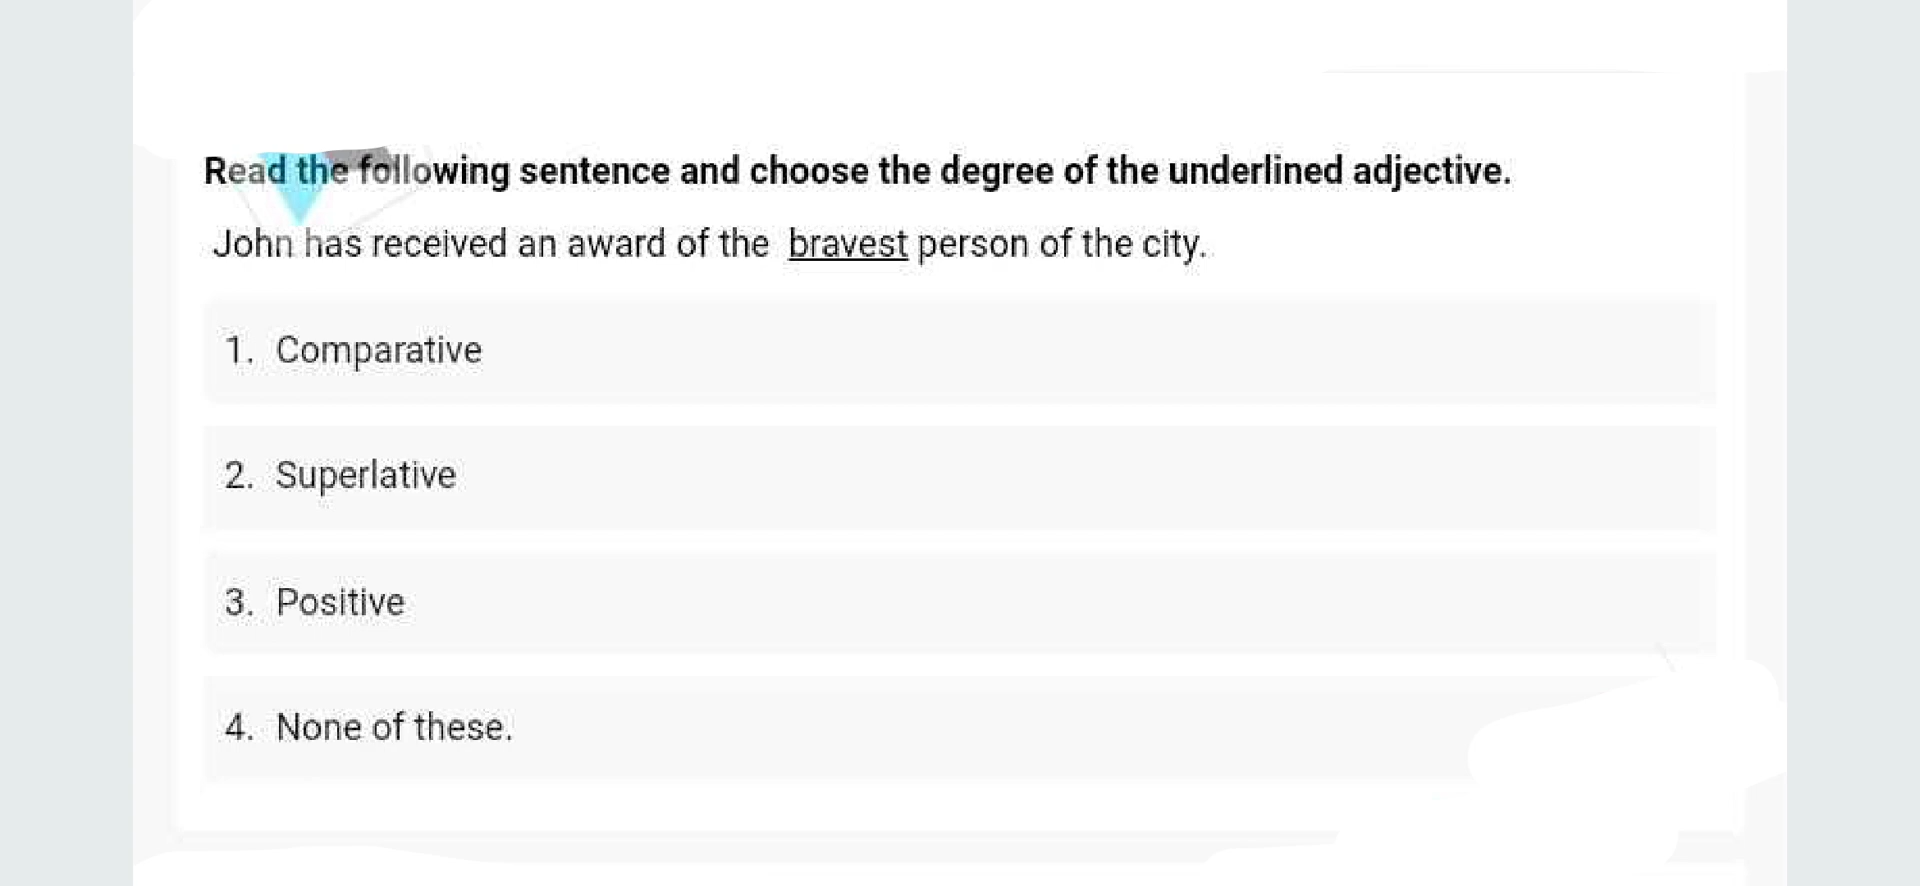 Read the following sentence and choose the degree of the underlined adjective.
John has received an award of the bravest person of the city.
1. Comparative
2. Superlative
3. Positive
4. None of these.